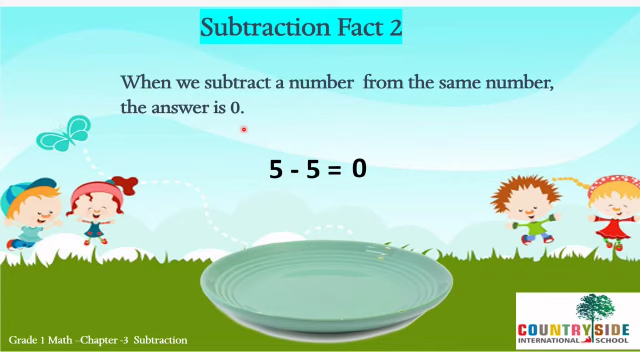 Subtraction Fact 2
When we subtract a number from the same number,
the answer is 0.
5 - 5 = 0
Grade 1 Math -Chapter -3 Subtraction
COUNTRYSIDE
INTERNATIONAL SCHOOL